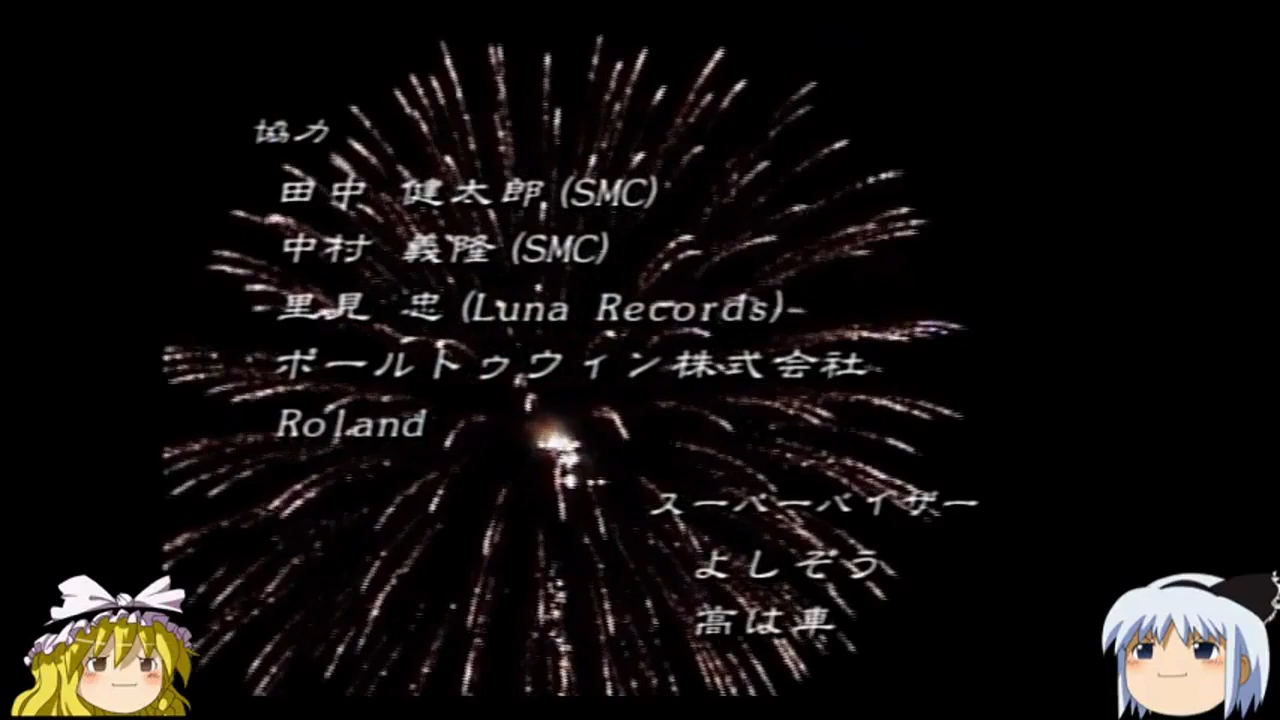 協力
田中 健太郎 (SMC)
中村 義隆 (SMC)
里見 忠 (Luna Records)
ポールトゥウィン株式会社
Roland
スーパーバイザー
よしぞう
高は連